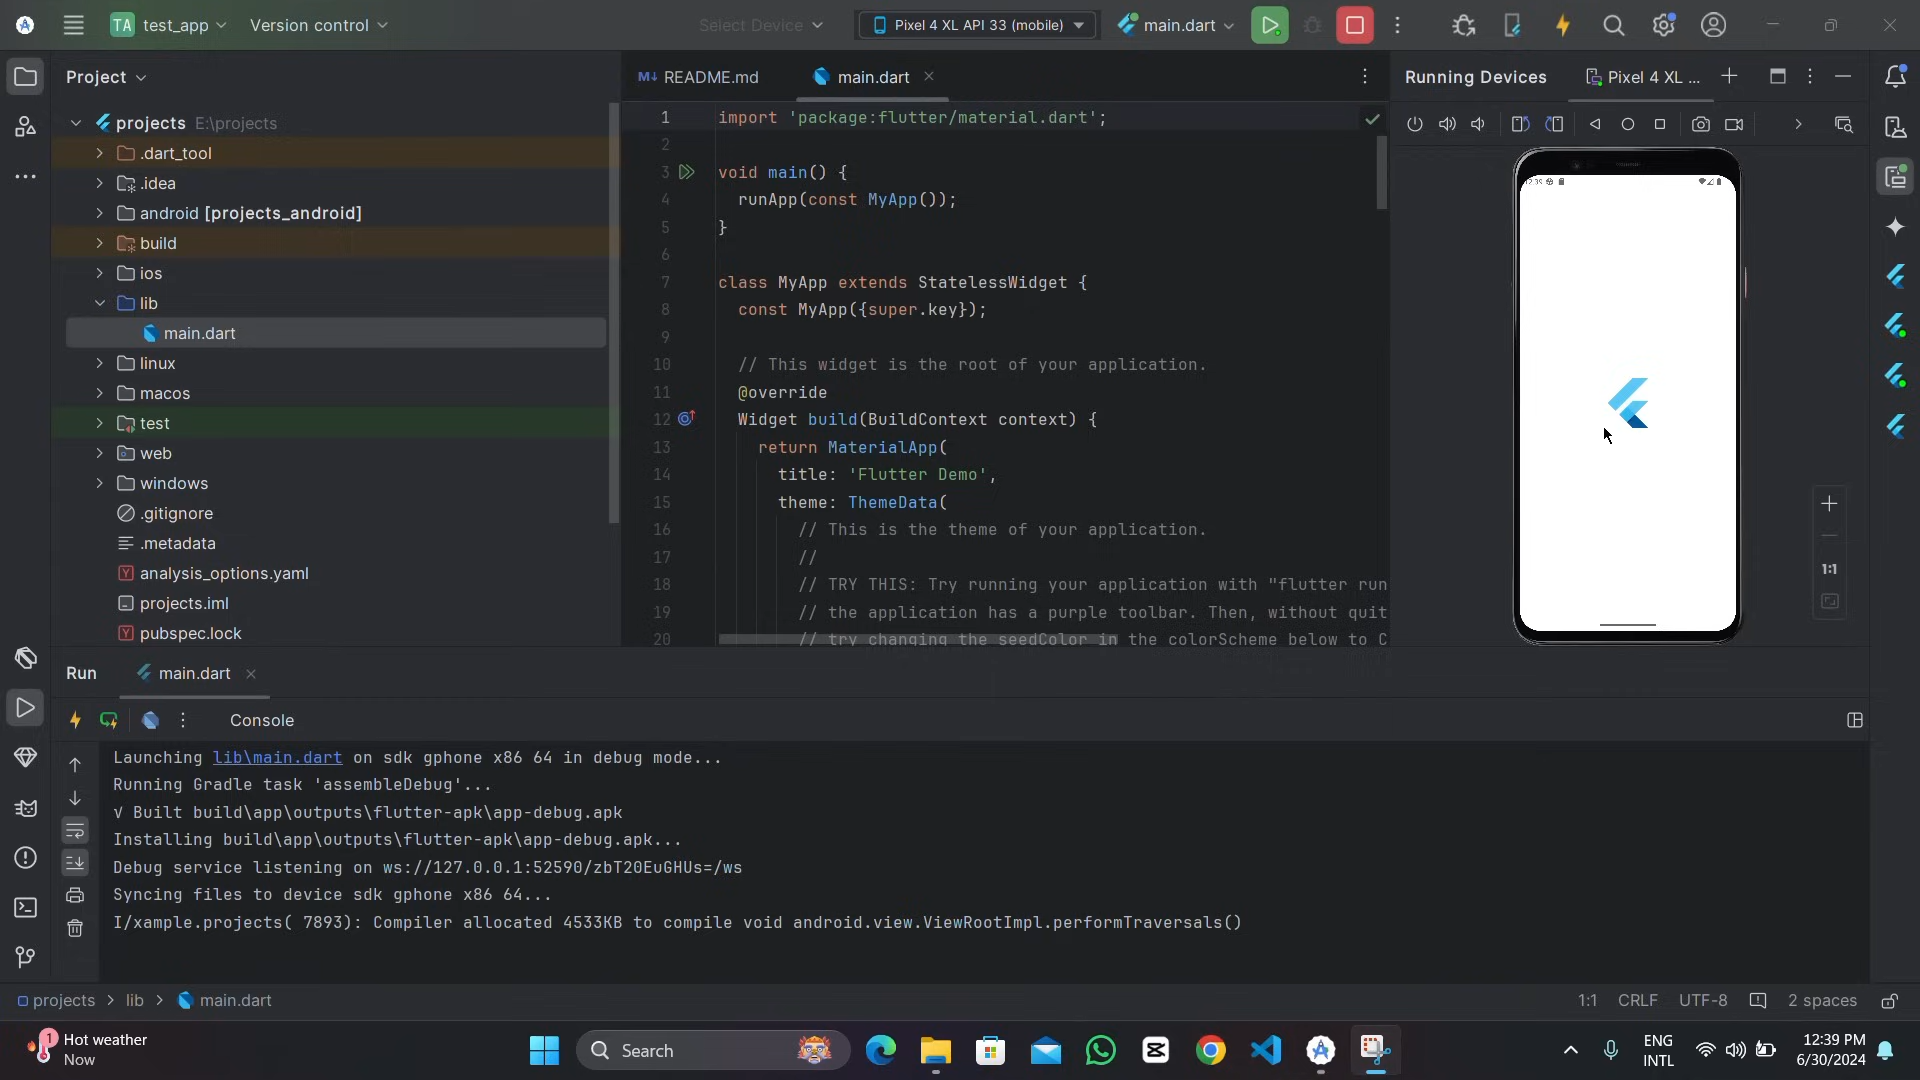 TA test_app Version control Select Device Pixel 4 XL API 33 (mobile) main.dart
Project
README.md main.dart
Running Devices Pixel 4 XL ...
projects E:\projects
.dart_tool
.idea
android [projects_android]
build
ios
lib
main.dart
linux
macos
test
web
windows
.gitignore
.metadata
analysis_options.yaml
projects.iml
pubspec.lock
1 import 'package:flutter/material.dart';
2
3 void main() {
4 runApp(const MyApp());
5 }
6
7 class MyApp extends StatelessWidget {
8 const MyApp({super.key});
9
10 // This widget is the root of your application.
11 @override
12 Widget build(BuildContext context) {
13 return MaterialApp(
14 title: 'Flutter Demo',
15 theme: ThemeData(
16 // This is the theme of your application.
17 //
18 // TRY THIS: Try running your application with "flutter run
19 // the application has a purple toolbar. Then, without quit
20 // try changing the seedColor in the colorScheme below to C
12:39
1:1
Run main.dart
Console
Launching lib\main.dart on sdk gphone x86 64 in debug mode...
Running Gradle task 'assembleDebug'...
√ Built build\app\outputs\flutter-apk\app-debug.apk
Installing build\app\outputs\flutter-apk\app-debug.apk...
Debug service listening on ws://127.0.0.1:52590/zbT20EuGHUs=/ws
Syncing files to device sdk gphone x86 64...
I/xample.projects( 7893): Compiler allocated 4533KB to compile void android.view.ViewRootImpl.performTraversals()
projects > lib > main.dart
1:1 CRLF UTF-8 2 spaces
1 Hot weather
Now
Search
ENG
INTL
12:39 PM
6/30/2024